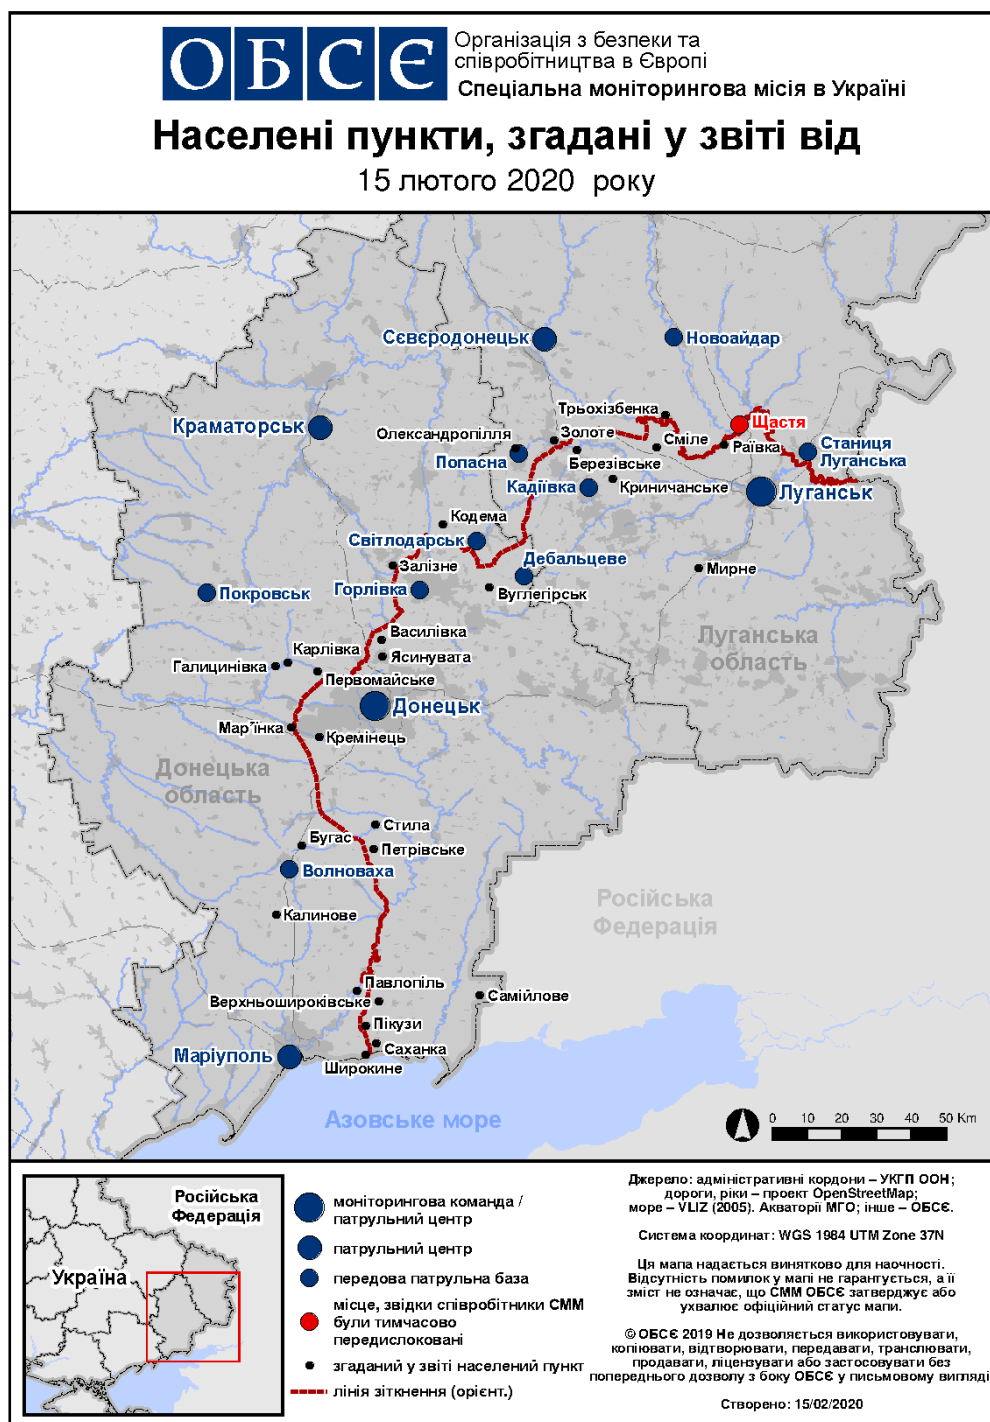 ОБСЄ
Організація з безпеки та
співробітництва в Європі
Спеціальна моніторингова місія в Україні
Населені пункти, згадані у звіті від
15 лютого 2020 року
Сєвєродонецьк
Новоайдар
Трьохізбенка
Щастя
Краматорськ
Золоте
Олександропілля
Сміле
Раївка
Станиця
Луганська
Попасна
Березівське
Кадіївка
Криничанське
Луганськ
Кодема
Світлодарськ
Дебальцеве
Залізне
Мирне
Покровськ
Горлівка
Вуглегірськ
Василівка
Луганська
область
Карлівка
Ясинувата
Галицинівка
Первомайське
Донецьк
Мар'їнка
Кремінець
Донецька
область
Стила
Бугас
Петрівське
Волноваха
Російська
Федерація
Калинове
Павлопіль
Верхньошироківське
Самійлове
Пікузи
Саханка
Маріуполь
Широкине
Азовське море
0 10 20 30 40 50 Km
Російська
Федерація
Україна
моніторингова команда /
патрульний центр
патрульний центр
передова патрульна база
місце, звідки співробітники СММ
були тимчасово
передислоковані
згаданий у звіті населений пункт
лінія зіткнення (орієнт.)
Джерело: адміністративні кордони – УКГП ООН;
дороги, ріки – проект OpenStreetMap;
море – VLIZ (2005). Акваторії МГО; інше – ОБСЄ.
Система координат: WGS 1984 UTM Zone 37N
Ця мапа надається винятково для наочності.
Відсутність помилок у мапі не гарантується, а її
зміст не означає, що СММ ОБСЄ затверджує або
ухвалює офіційний статус мапи.
© ОБСЄ 2019 Не дозволяється використовувати,
копіювати, відтворювати, передавати, транслювати,
продавати, ліцензувати або застосовувати без
попереднього дозволу з боку ОБСЄ у письмовому вигляді
Створено: 15/02/2020